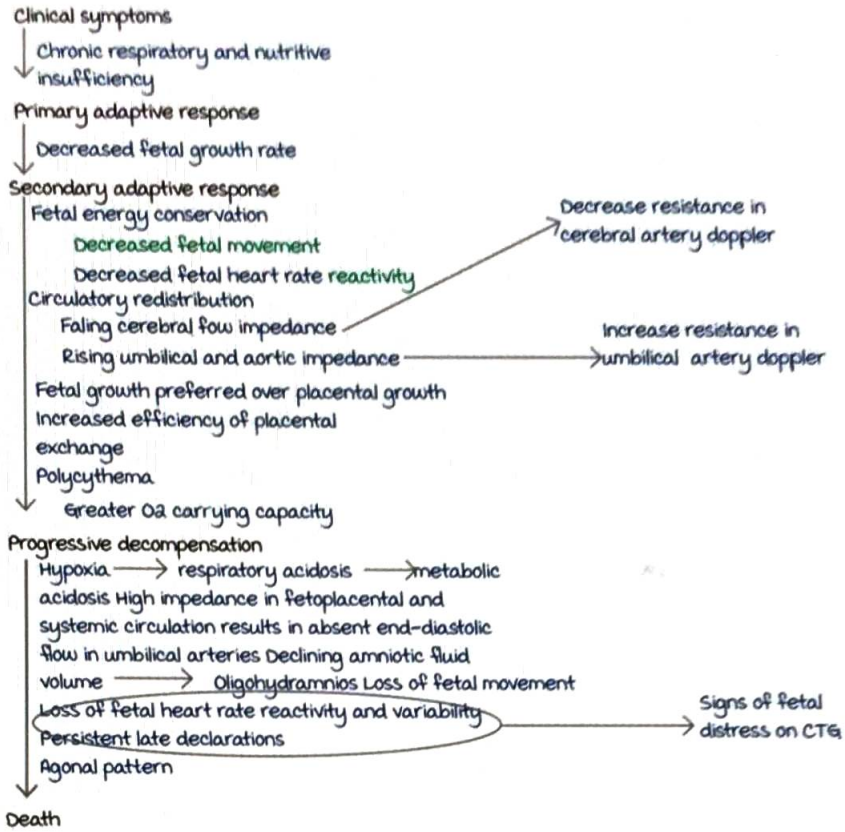 Clinical symptoms
Chronic respiratory and nutritive
insufficiency
Primary adaptive response
Decreased fetal growth rate
Secondary adaptive response
Fetal energy conservation
Decreased fetal movement
Decreased fetal heart rate reactivity
Circulatory redistribution
Faling cerebral fow impedance
Rising umbilical and aortic impedance
Decrease resistance in
cerebral artery doppler
Increase resistance in
umbilical artery doppler
Fetal growth preferred over placental growth
Increased efficiency of placental
exchange
Polycythema
Greater O2 carrying capacity
Progressive decompensation
Hypoxia → respiratory acidosis → metabolic
acidosis High impedance in fetoplacental and
systemic circulation results in absent end-diastolic
flow in umbilical arteries Declining amniotic fluid
volume → Oligohydramnios Loss of fetal movement
Loss of fetal heart rate reactivity and variability
Persistent late declarations
Signs of fetal
distress on CTG
Agonal pattern
Death